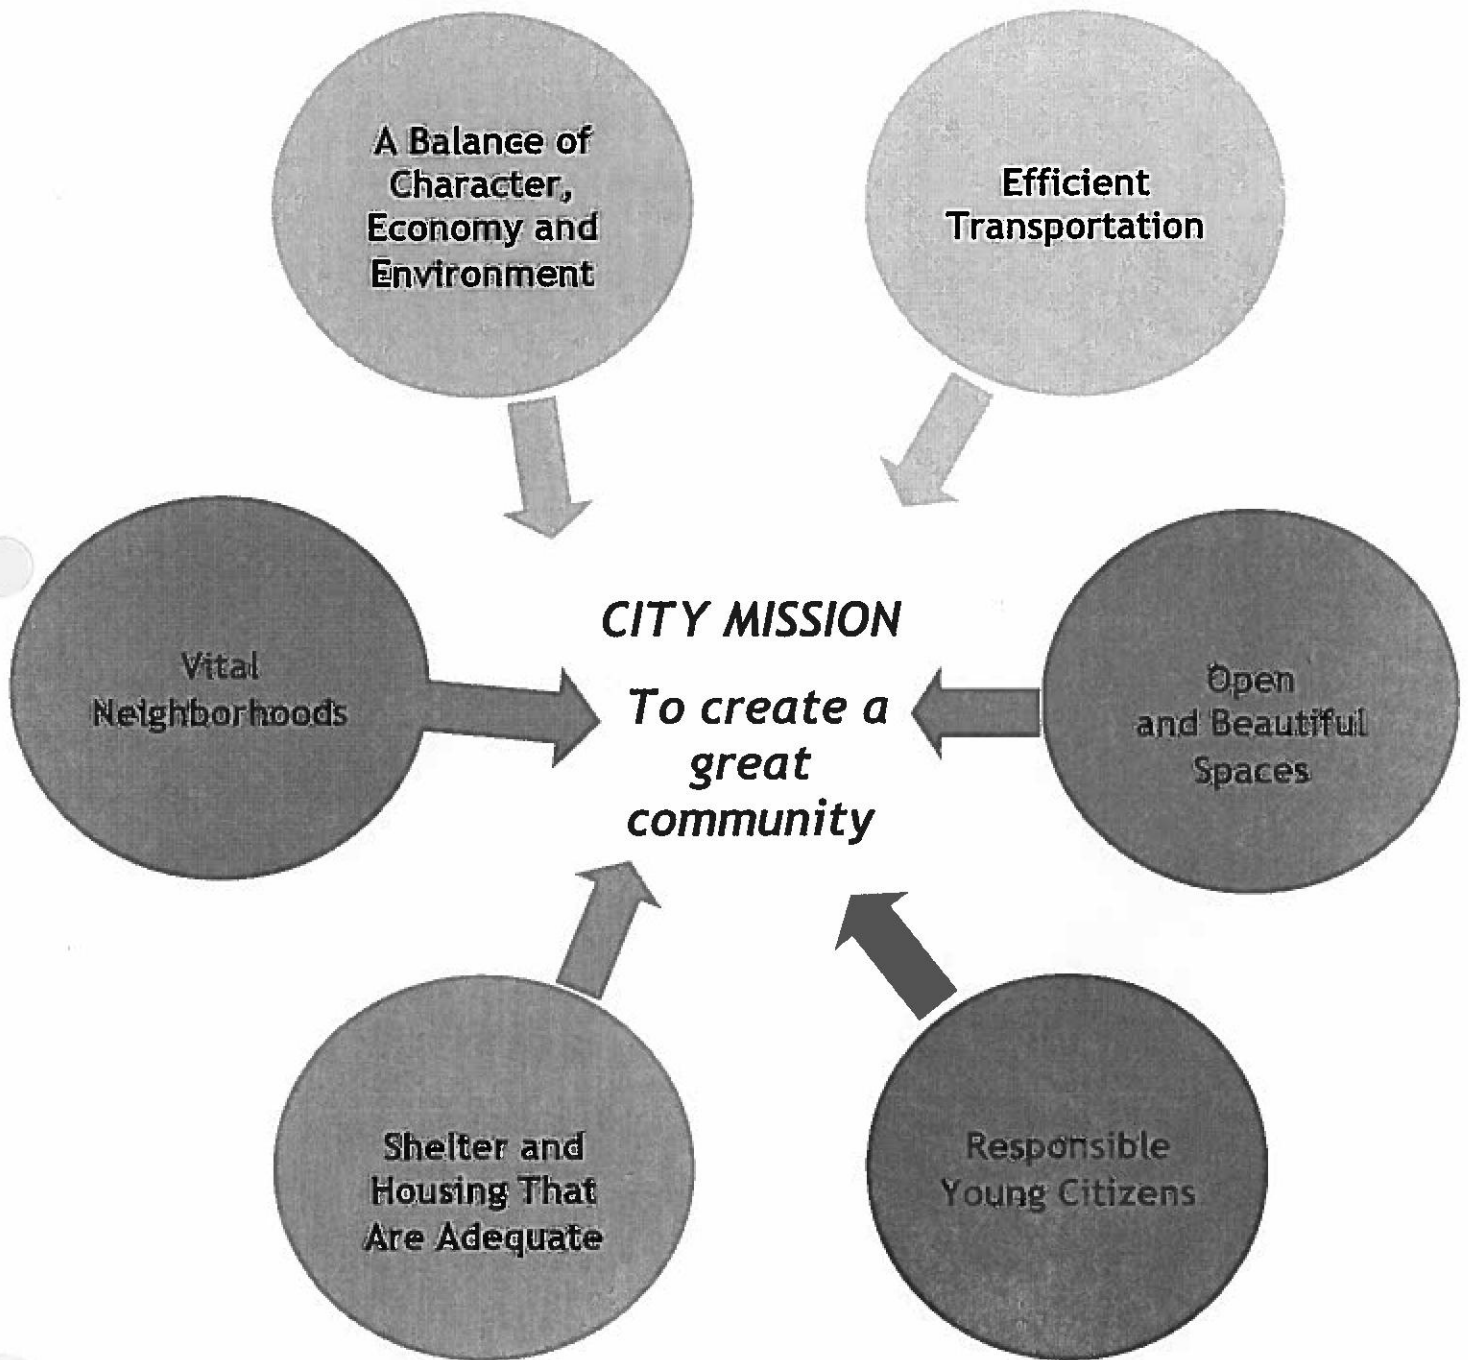 A Balance of
Character,
Economy and
Environment
Efficient
Transportation
Vital
Neighborhoods
CITY MISSION
To create a
great
community
Open
and Beautiful
Spaces
Shelter and
Housing That
Are Adequate
Responsible
Young Citizens